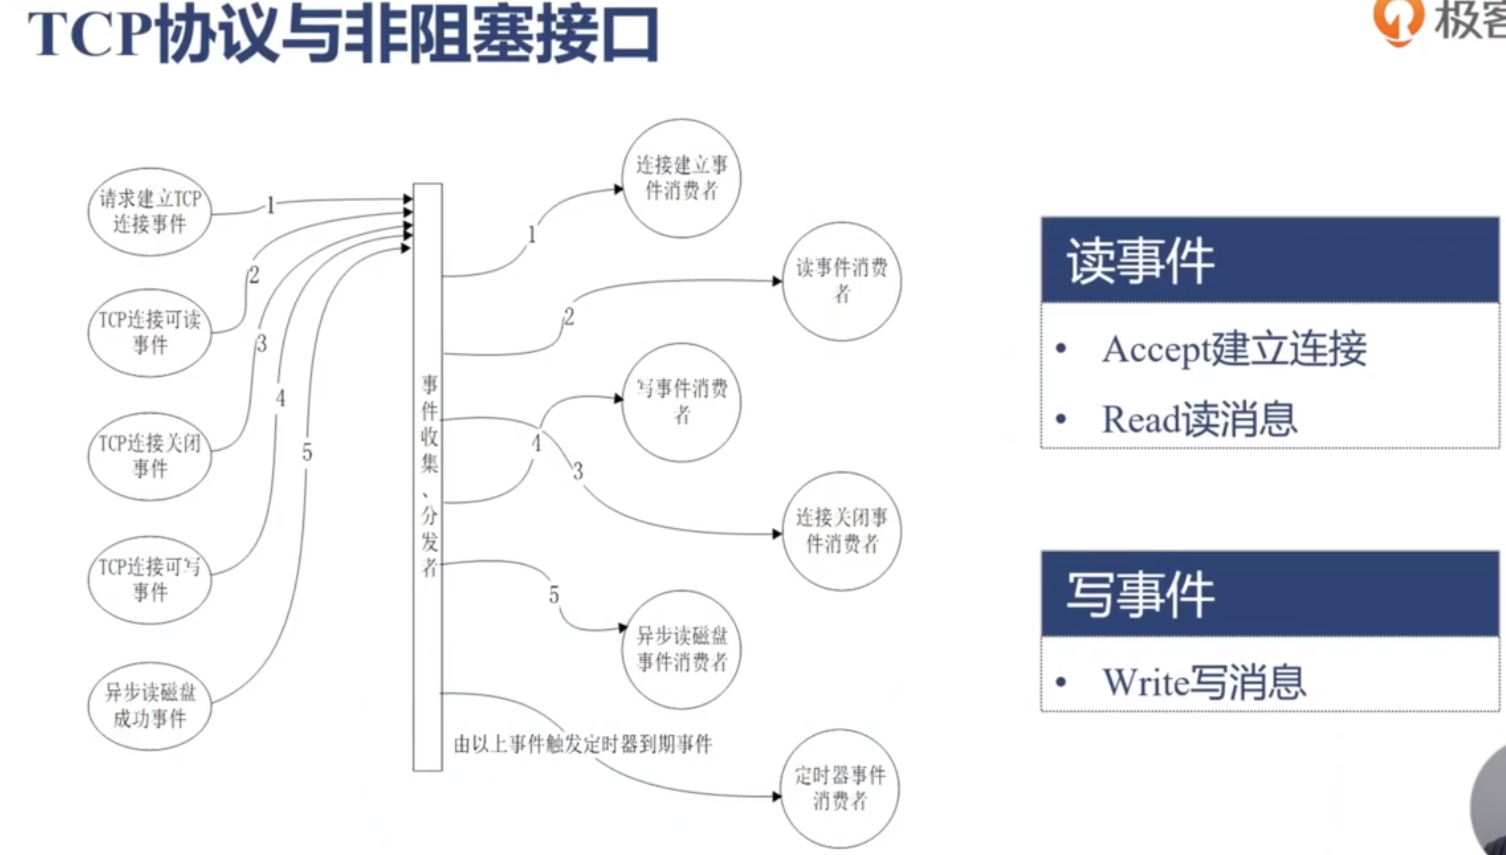 TCP协议与非阻塞接口
极客
请求建立TCP
连接事件
TCP连接可读
事件
TCP连接关闭
事件
TCP连接可写
事件
异步读磁盘
成功事件
1
2
3
4
5
事件收集、分发者
1
2
4
3
5
由以上事件触发定时器到期事件
连接建立事
件消费者
读事件消费
者
写事件消费
者
连接关闭事
件消费者
异步读磁盘
事件消费者
定时器事件
消费者
读事件
• Accept建立连接
• Read读消息
写事件
• Write写消息